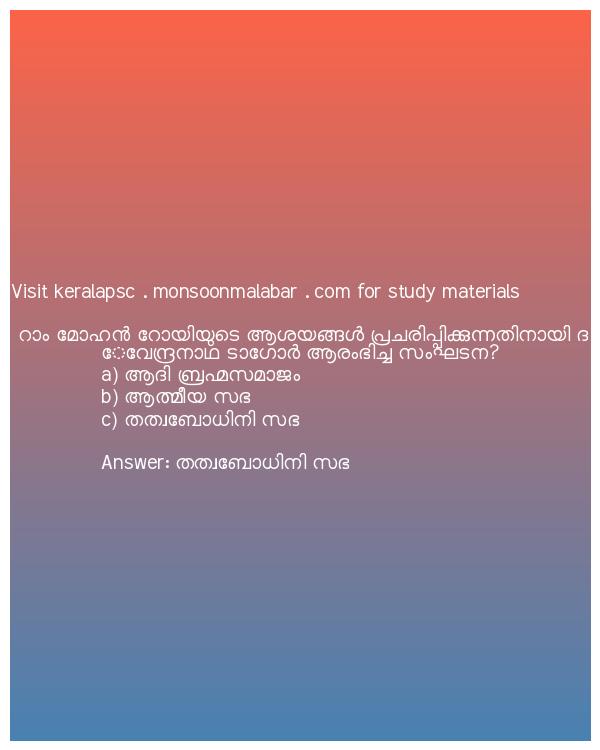 Visit keralapsc . monsoonmalabar . com for study materials
റാം മോഹൻ റോയിയുടെ ആശയങ്ങൾ പ്രചരിപ്പിക്കുന്നതിനായി ദ
േവേന്ദ്രനാഥ ടാഗോർ ആരംഭിച്ച സംഘടന?
a) ആദി ബ്രഹ്മസമാജം
b) ആത്മീയ സഭ
c) തത്വബോധിനി സഭ
Answer: തത്വബോധിനി സഭ